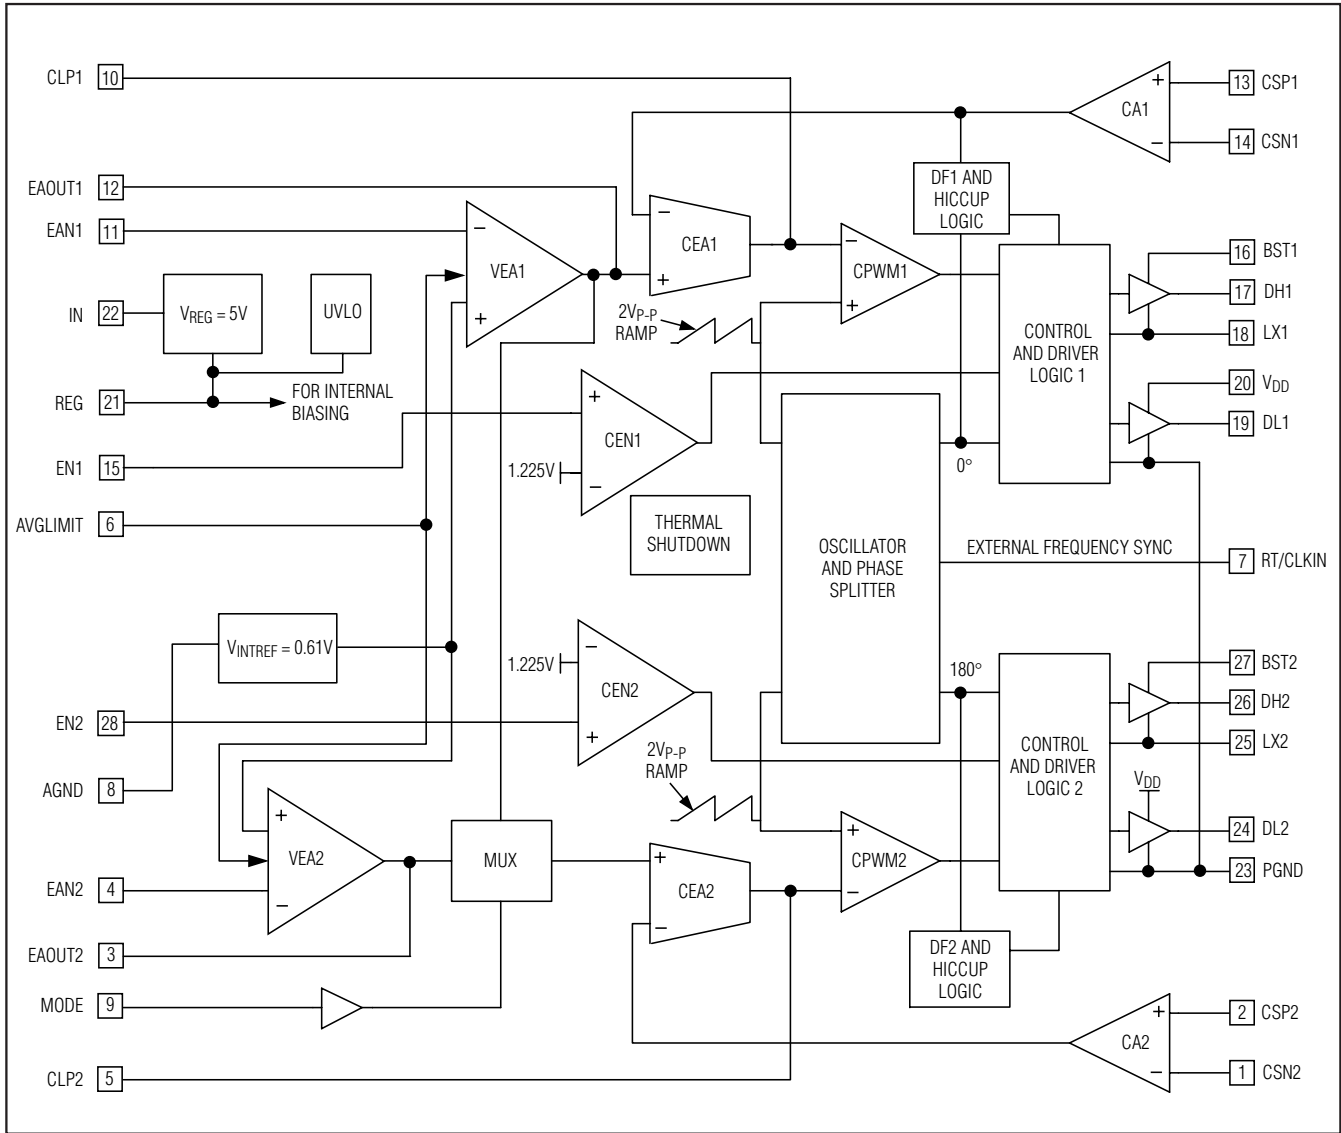 CLP1 10
EAOUT1 12
EAN1 11
IN 22
REG 21
EN1 15
AVGLIMIT 6
EN2 28
AGND 8
EAN2 4
EAOUT2 3
MODE 9
CLP2 5
VREG = 5V
UVLO
FOR INTERNAL
BIASING
VINTREF = 0.61V
−
VEA1
+
+
VEA2
−
MUX
−
CEA1
+
2VP-P
RAMP
+
CEN1
1.225V
−
THERMAL
SHUTDOWN
1.225V
−
CEN2
+
2VP-P
RAMP
+
CEA2
−
−
CPWM1
+
OSCILLATOR
AND PHASE
SPLITTER
+
CPWM2
−
+
CA1
−
DF1 AND
HICCUP
LOGIC
CONTROL
AND DRIVER
LOGIC 1
0°
EXTERNAL FREQUENCY SYNC
180°
CONTROL
AND DRIVER
LOGIC 2
VDD
DF2 AND
HICCUP
LOGIC
+
CA2
−
13 CSP1
14 CSN1
16 BST1
17 DH1
18 LX1
20 VDD
19 DL1
7 RT/CLKIN
27 BST2
26 DH2
25 LX2
24 DL2
23 PGND
2 CSP2
1 CSN2